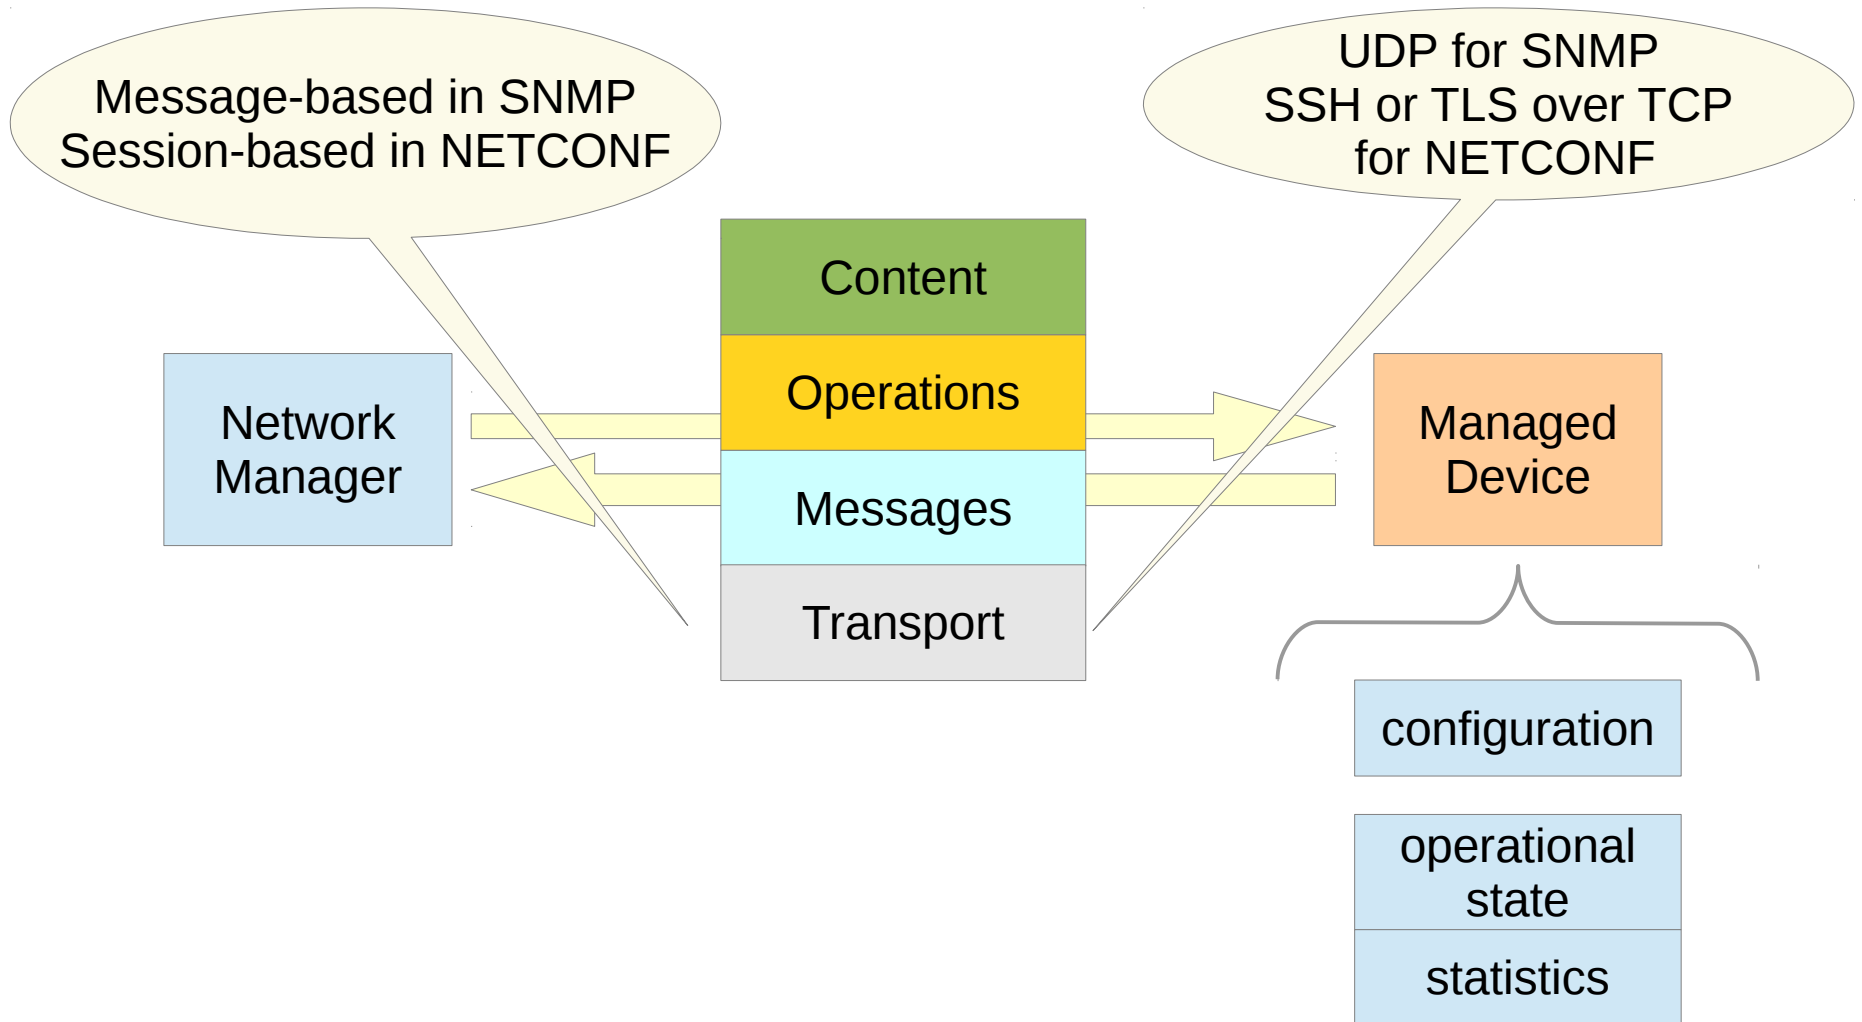 Message-based in SNMP
Session-based in NETCONF
UDP for SNMP
SSH or TLS over TCP
for NETCONF
Content
Operations
Messages
Transport
Network
Manager
Managed
Device
configuration
operational
state
statistics